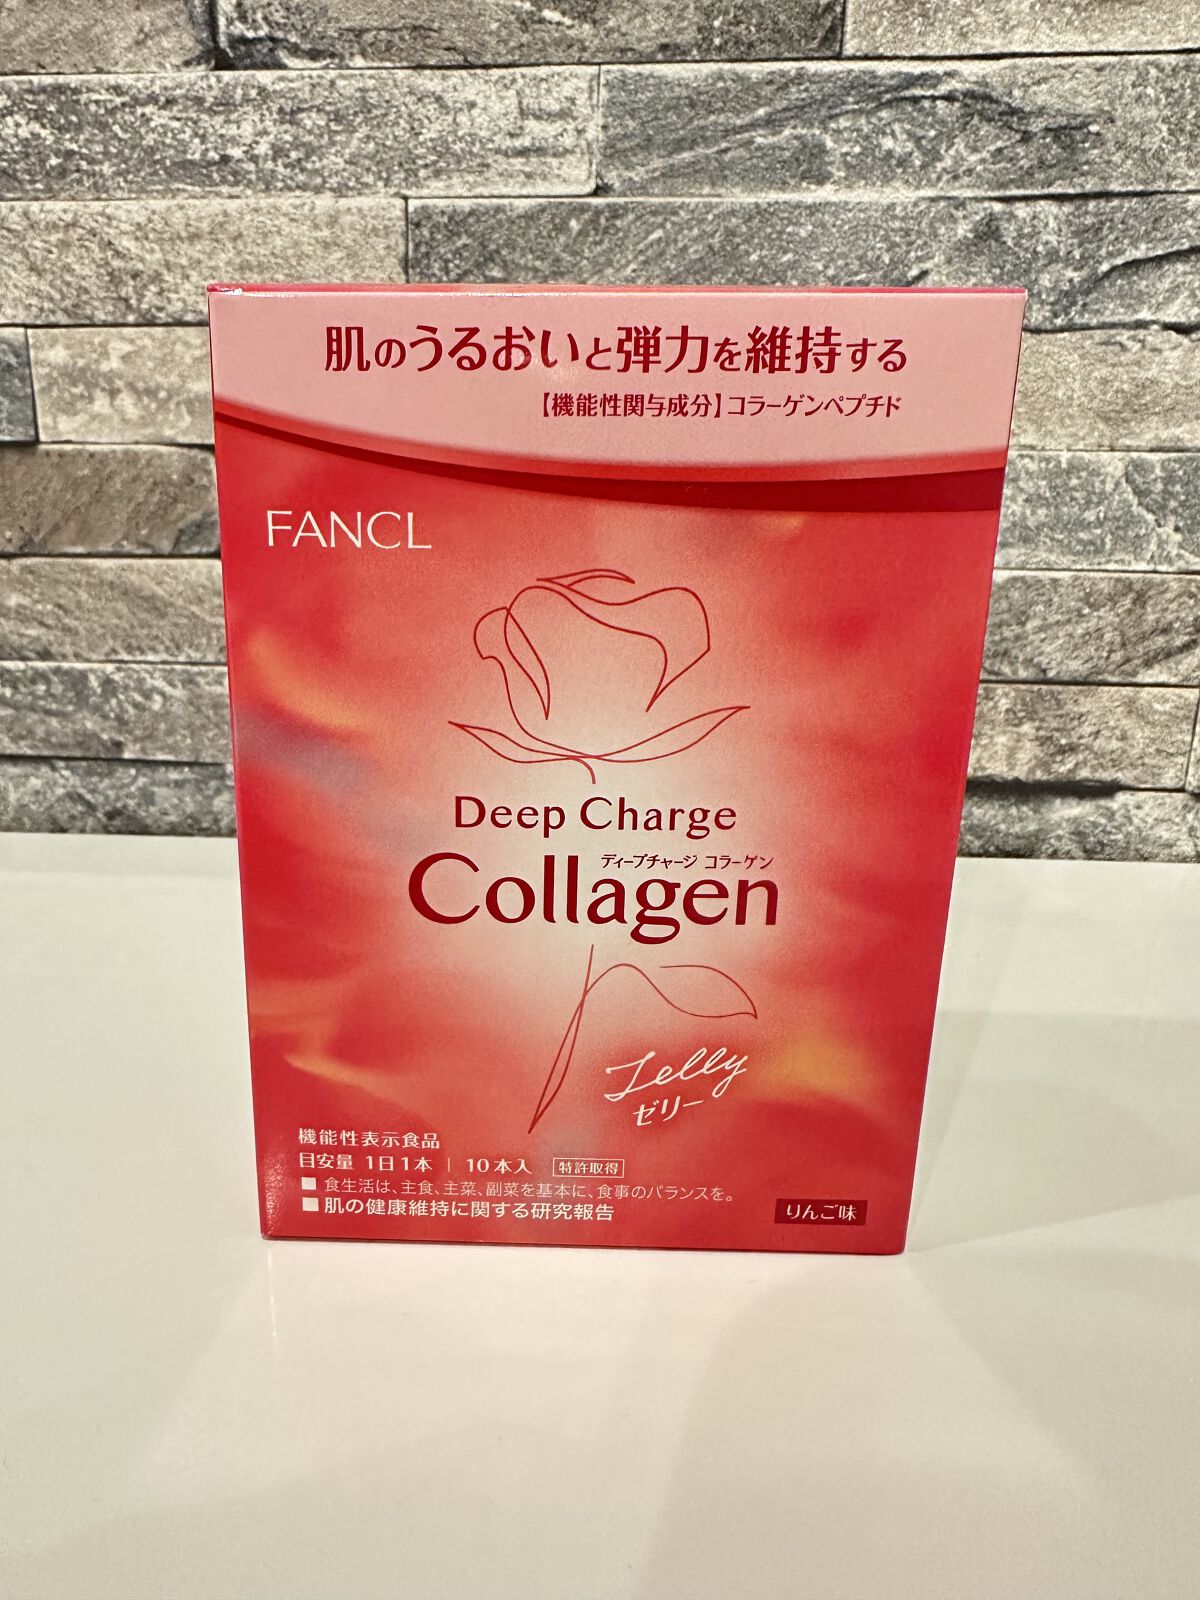 肌のうるおいと弾力を維持する
【機能性関与成分】コラーゲンペプチド
FANCL
Deep Charge
ディープチャージ コラーゲン
Collagen
Jelly
ゼリー
機能性表示食品
目安量 1日1本 | 10本入 特許取得
■ 食生活は、主食、主菜、副菜を基本に、食事のバランスを。
■ 肌の健康維持に関する研究報告
りんご味